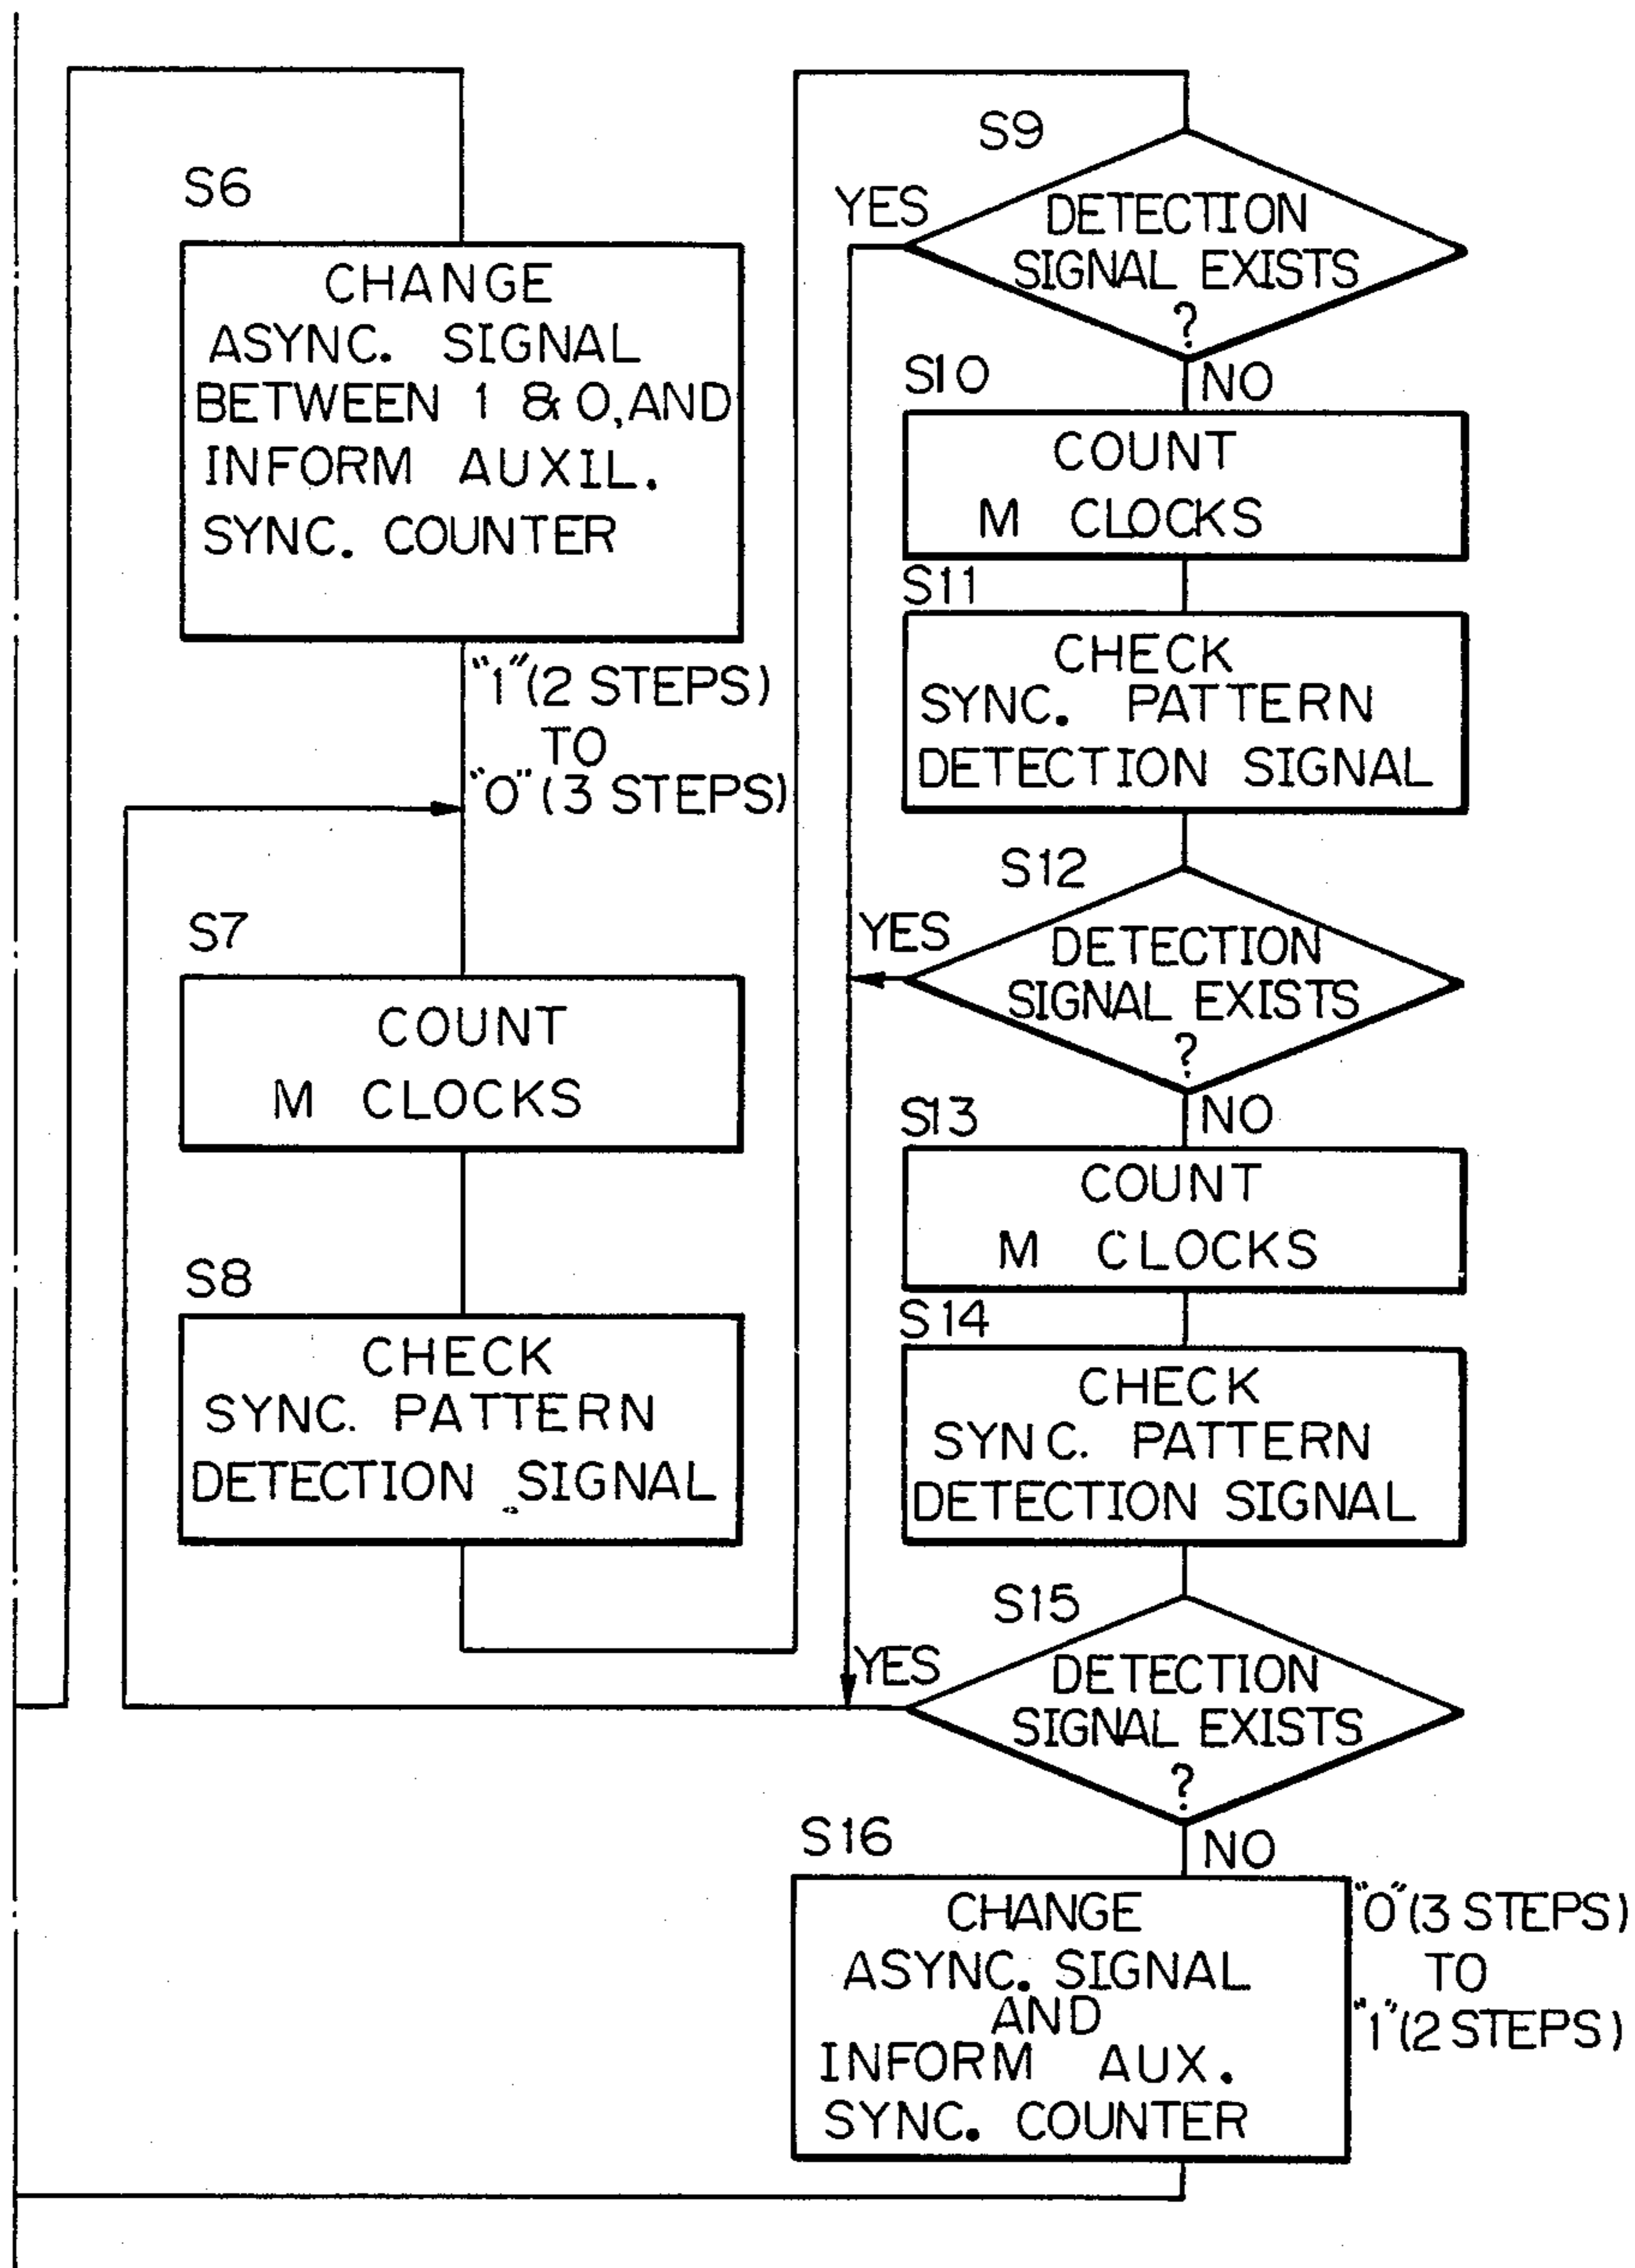 S6
CHANGE
ASYNC. SIGNAL
BETWEEN 1 & 0, AND
INFORM AUXIL.
SYNC. COUNTER
"1" (2 STEPS)
TO
"0" (3 STEPS)
S7
COUNT
M CLOCKS
S8
CHECK
SYNC. PATTERN
DETECTION SIGNAL
S9
DETECTION
SIGNAL EXISTS
?
YES
NO
S10
COUNT
M CLOCKS
S11
CHECK
SYNC. PATTERN
DETECTION SIGNAL
S12
DETECTION
SIGNAL EXISTS
?
YES
NO
S13
COUNT
M CLOCKS
S14
CHECK
SYNC. PATTERN
DETECTION SIGNAL
S15
DETECTION
SIGNAL EXISTS
?
YES
NO
S16
CHANGE
ASYNC. SIGNAL
AND
INFORM AUX.
SYNC. COUNTER
"0" (3 STEPS)
TO
"1" (2 STEPS)